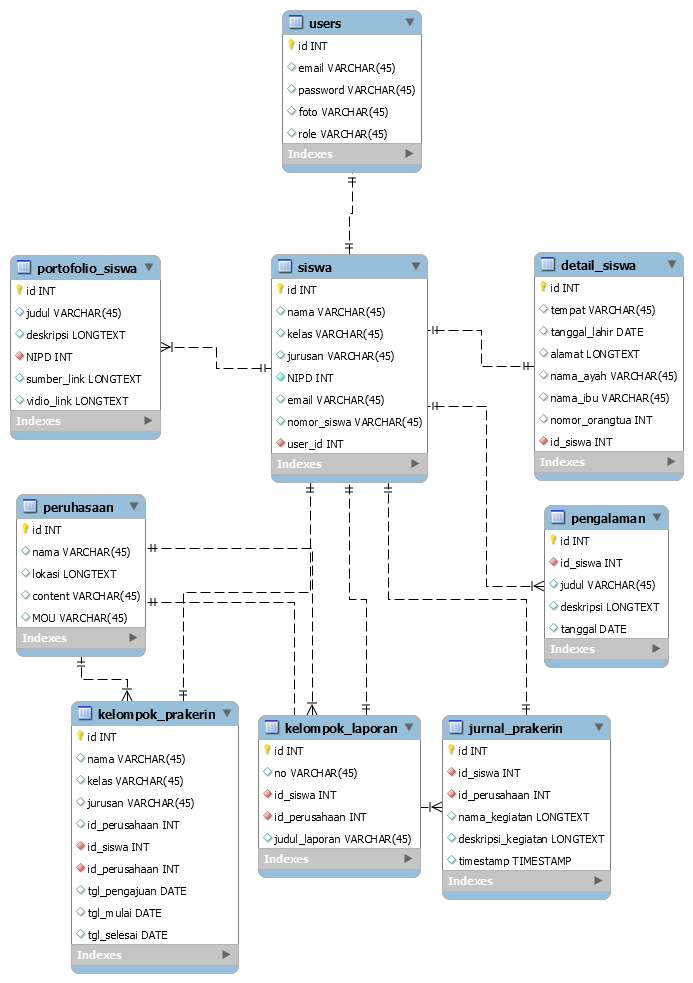 users
id INT
email VARCHAR(45)
password VARCHAR(45)
foto VARCHAR(45)
role VARCHAR(45)
Indexes
portofolio_siswa
id INT
judul VARCHAR(45)
deskripsi LONGTEXT
NIPD INT
sumber_link LONGTEXT
vidio_link LONGTEXT
Indexes
siswa
id INT
nama VARCHAR(45)
kelas VARCHAR(45)
jurusan VARCHAR(45)
NIPD INT
email VARCHAR(45)
nomor_siswa VARCHAR(45)
user_id INT
Indexes
detail_siswa
id INT
tempat VARCHAR(45)
tanggal_lahir DATE
alamat LONGTEXT
nama_ayah VARCHAR(45)
nama_ibu VARCHAR(45)
nomor_orangtua INT
id_siswa INT
Indexes
peruhasaan
id INT
nama VARCHAR(45)
lokasi LONGTEXT
content VARCHAR(45)
MOU VARCHAR(45)
Indexes
pengalaman
id INT
id_siswa INT
judul VARCHAR(45)
deskripsi LONGTEXT
tanggal DATE
Indexes
kelompok_prakerin
id INT
nama VARCHAR(45)
kelas VARCHAR(45)
jurusan VARCHAR(45)
id_perusahaan INT
id_siswa INT
id_perusahaan INT
tgl_pengajuan DATE
tgl_mulai DATE
tgl_selesai DATE
Indexes
kelompok_laporan
id INT
no VARCHAR(45)
id_siswa INT
id_perusahaan INT
judul_laporan VARCHAR(45)
Indexes
jurnal_prakerin
id INT
id_siswa INT
id_perusahaan INT
nama_kegiatan LONGTEXT
deskripsi_kegiatan LONGTEXT
timestamp TIMESTAMP
Indexes